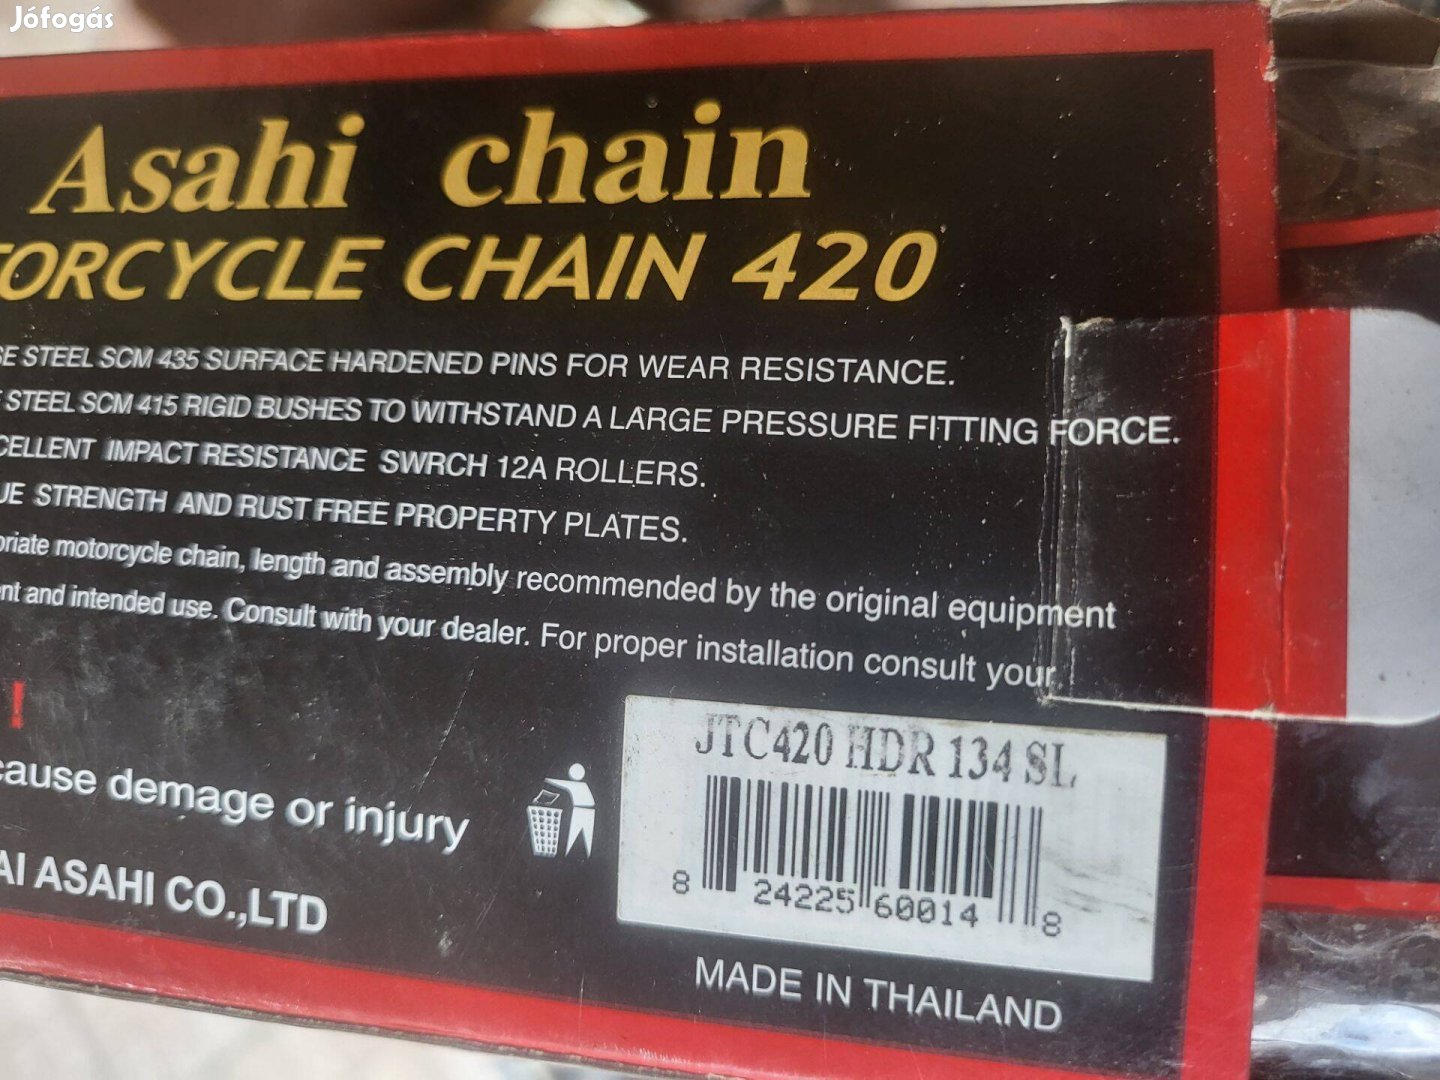 Jófogás
Asahi chain
TORCYCLE CHAIN 420
SE STEEL SCM 435 SURFACE HARDENED PINS FOR WEAR RESISTANCE.
STEEL SCM 415 RIGID BUSHES TO WITHSTAND A LARGE PRESSURE FITTING FORCE.
CELLENT IMPACT RESISTANCE SWRCH 12A ROLLERS.
UE STRENGTH AND RUST FREE PROPERTY PLATES.
priate motorcycle chain, length and assembly recommended by the original equipment
nt and intended use. Consult with your dealer. For proper installation consult your
!
cause demage or injury
AI ASAHI CO.,LTD
JTC420 HDR 134 SL
8 24225 60014 8
MADE IN THAILAND